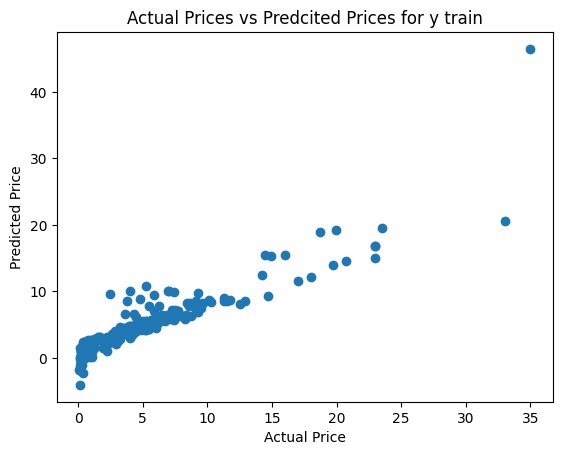 Actual Prices vs Predcited Prices for y train
Predicted Price
40
30
20
10
0
0 5 10 15 20 25 30 35
Actual Price